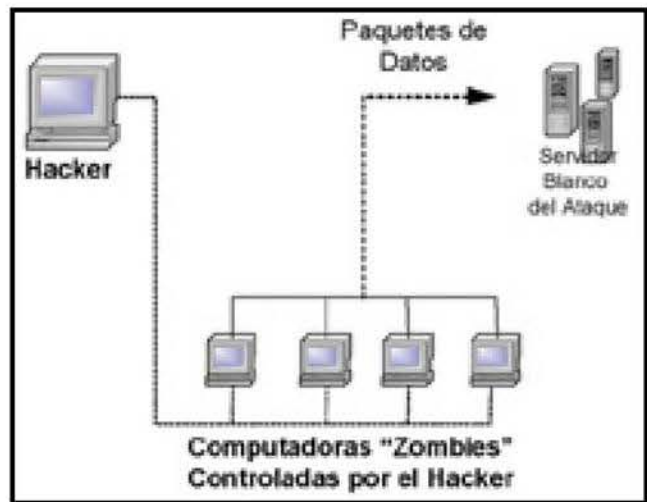 Paquetes de
Datos
Hacker
Servidor
Blanco
del Ataque
Computadoras "Zombies"
Controladas por el Hacker